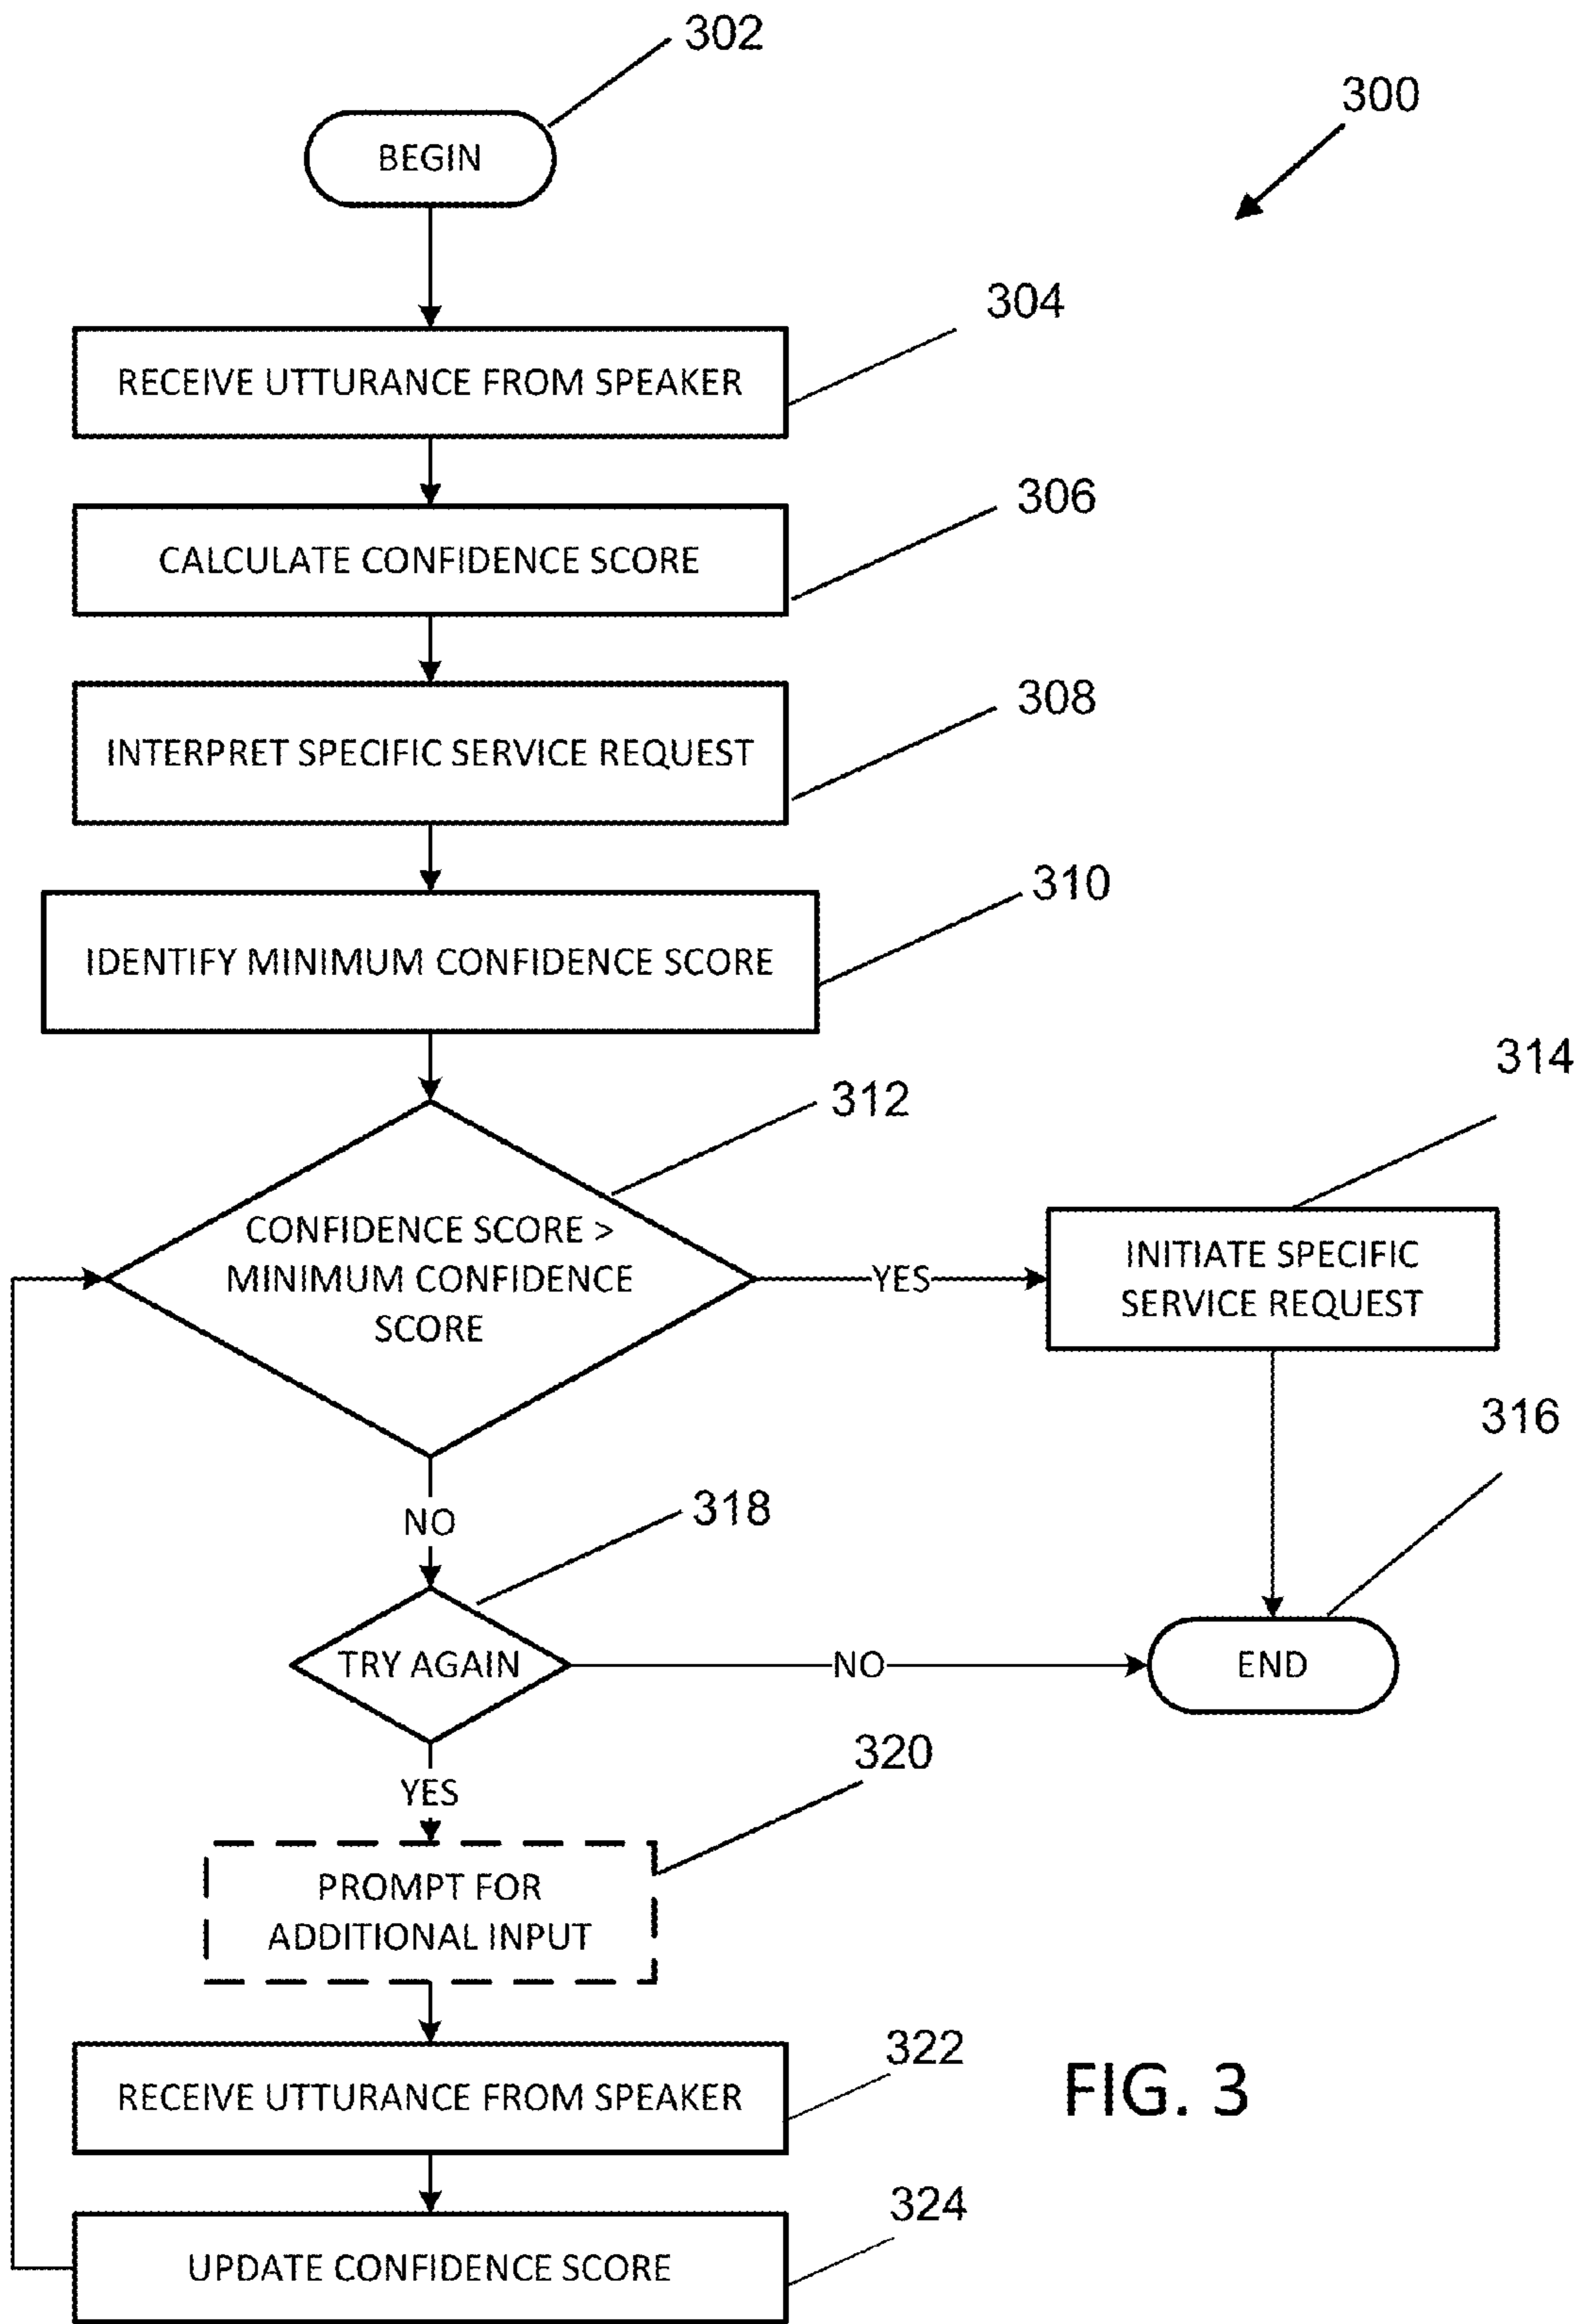 302
300
BEGIN
304
RECEIVE UTTURANCE FROM SPEAKER
306
CALCULATE CONFIDENCE SCORE
308
INTERPRET SPECIFIC SERVICE REQUEST
310
IDENTIFY MINIMUM CONFIDENCE SCORE
312
CONFIDENCE SCORE >
MINIMUM CONFIDENCE
SCORE
YES
314
INITIATE SPECIFIC
SERVICE REQUEST
316
NO
318
TRY AGAIN
NO
END
YES
320
PROMPT FOR
ADDITIONAL INPUT
322
RECEIVE UTTURANCE FROM SPEAKER
FIG. 3
324
UPDATE CONFIDENCE SCORE